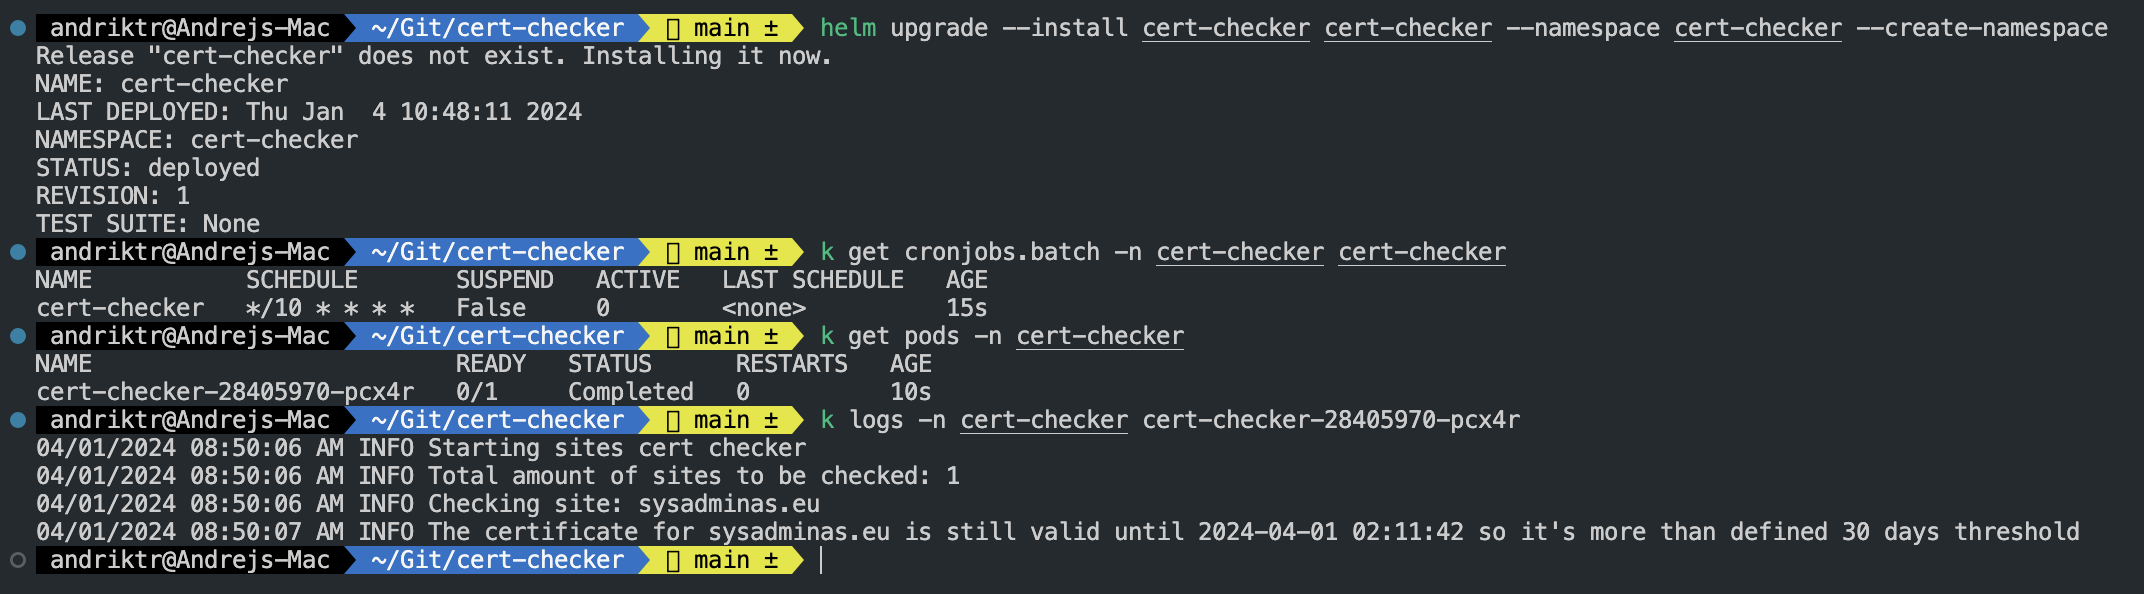 andriktr@Andrejs-Mac ~/Git/cert-checker main ± helm upgrade --install cert-checker cert-checker --namespace cert-checker --create-namespace
Release "cert-checker" does not exist. Installing it now.
NAME: cert-checker
LAST DEPLOYED: Thu Jan  4 10:48:11 2024
NAMESPACE: cert-checker
STATUS: deployed
REVISION: 1
TEST SUITE: None
andriktr@Andrejs-Mac ~/Git/cert-checker main ± k get cronjobs.batch -n cert-checker cert-checker
NAME           SCHEDULE       SUSPEND   ACTIVE   LAST SCHEDULE   AGE
cert-checker   */10 * * * *   False     0        <none>          15s
andriktr@Andrejs-Mac ~/Git/cert-checker main ± k get pods -n cert-checker
NAME                          READY   STATUS      RESTARTS   AGE
cert-checker-28405970-pcx4r   0/1     Completed   0          10s
andriktr@Andrejs-Mac ~/Git/cert-checker main ± k logs -n cert-checker cert-checker-28405970-pcx4r
04/01/2024 08:50:06 AM INFO Starting sites cert checker
04/01/2024 08:50:06 AM INFO Total amount of sites to be checked: 1
04/01/2024 08:50:06 AM INFO Checking site: sysadminas.eu
04/01/2024 08:50:07 AM INFO The certificate for sysadminas.eu is still valid until 2024-04-01 02:11:42 so it's more than defined 30 days threshold
andriktr@Andrejs-Mac ~/Git/cert-checker main ±